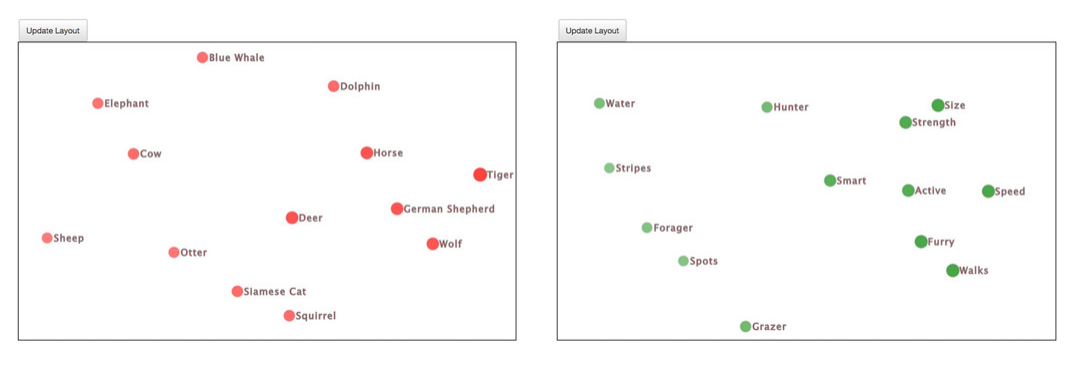 Update Layout
Blue Whale
Dolphin
Elephant
Cow
Horse
Tiger
German Shepherd
Deer
Sheep
Wolf
Otter
Siamese Cat
Squirrel
Update Layout
Water
Hunter
Size
Strength
Stripes
Smart
Active
Speed
Forager
Furry
Spots
Walks
Grazer